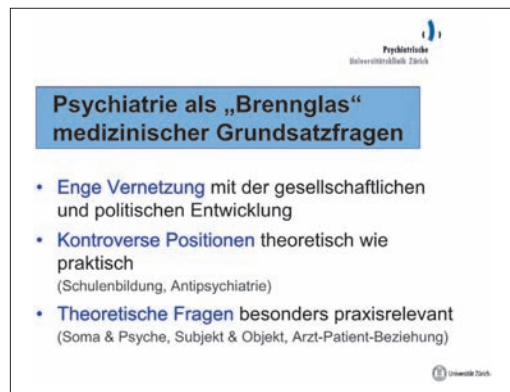 Psychiatrische
Universitätsklinik Zürich
Psychiatrie als „Brennglas“
medizinischer Grundsatzfragen
• Enge Vernetzung mit der gesellschaftlichen
und politischen Entwicklung
• Kontroverse Positionen theoretisch wie
praktisch
(Schulenbildung, Antipsychiatrie)
• Theoretische Fragen besonders praxisrelevant
(Soma & Psyche, Subjekt & Objekt, Arzt-Patient-Beziehung)
Universität Zürich